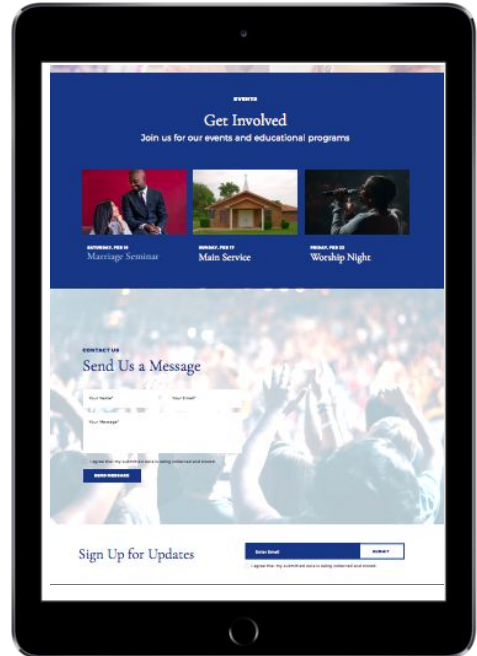 EVENTS
Get Involved
Join us for our events and educational programs
SATURDAY, FEB 16
Marriage Seminar
SUNDAY, FEB 17
Main Service
FRIDAY, FEB 22
Worship Night
CONTACT US
Send Us a Message
Your Name*
Your Email*
Your Message*
I agree that my submitted data is being collected and stored.
SEND MESSAGE
Sign Up for Updates
Enter Email
SUBMIT
I agree that my submitted data is being collected and stored.